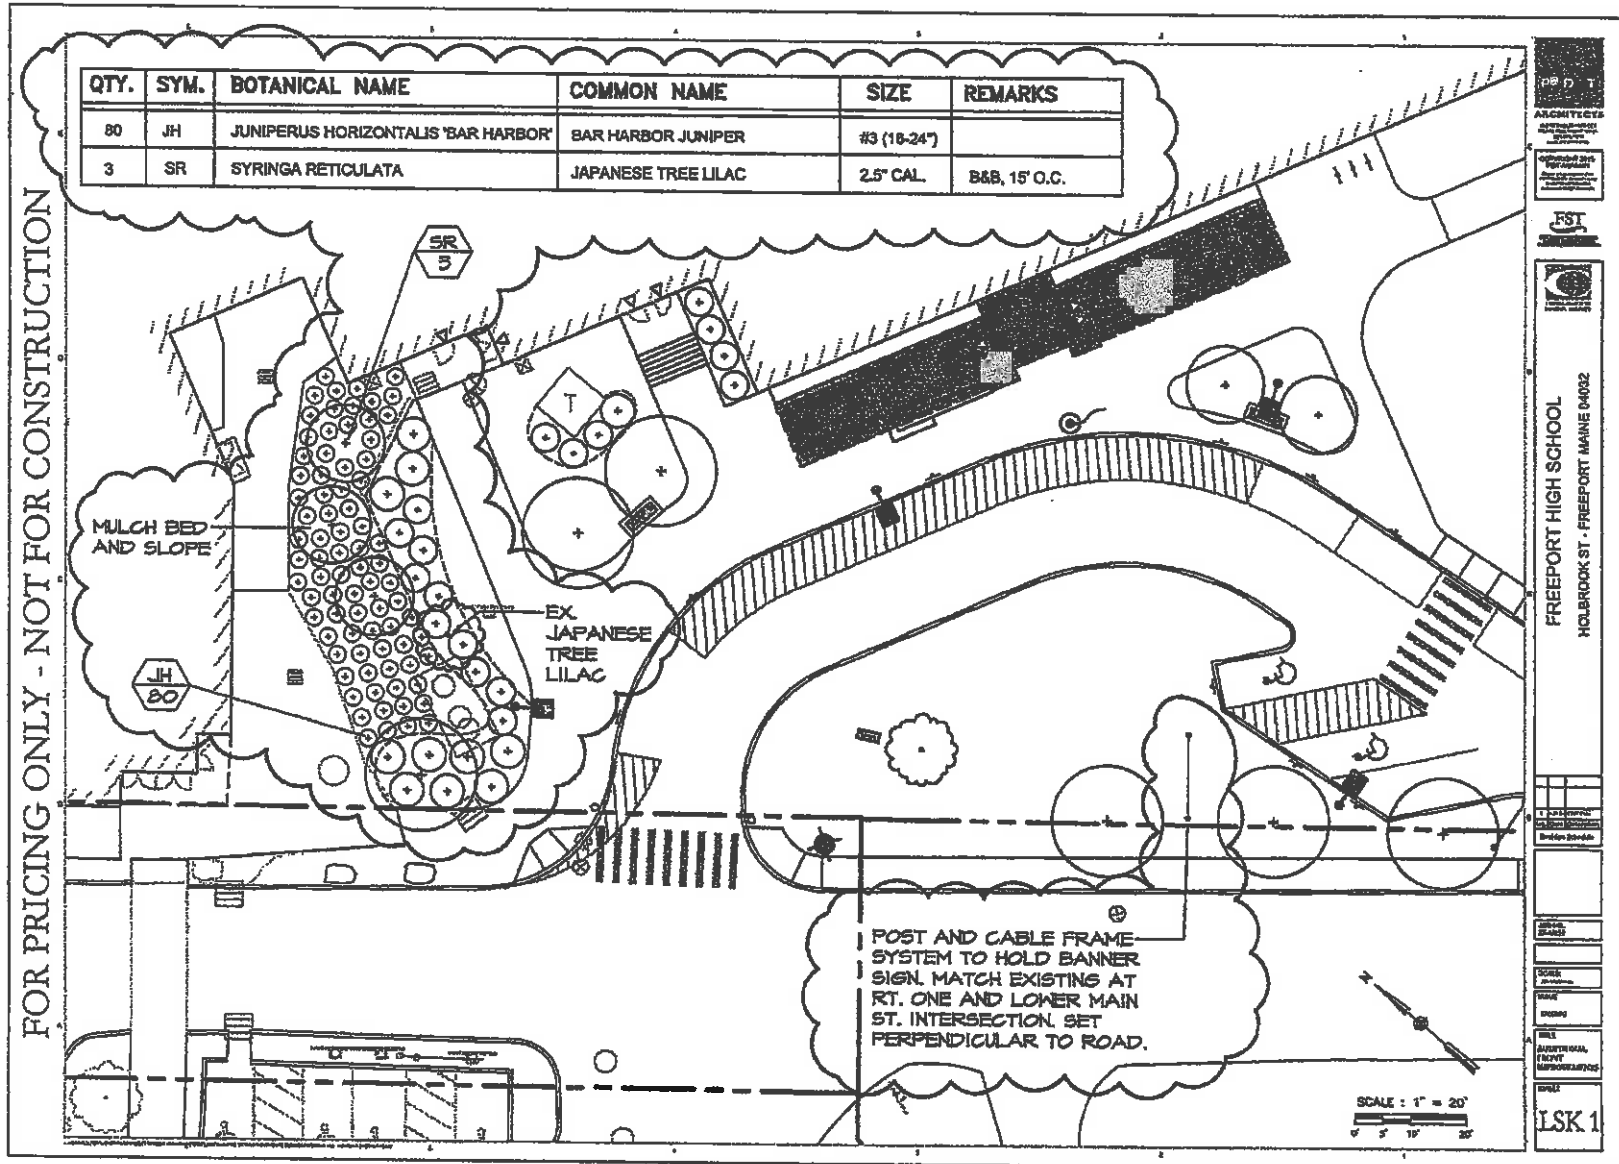 QTY. SYM. BOTANICAL NAME COMMON NAME SIZE REMARKS
80 JH JUNIPERUS HORIZONTALIS 'BAR HARBOR' BAR HARBOR JUNIPER #3 (18-24")
3 SR SYRINGA RETICULATA JAPANESE TREE LILAC 2.5" CAL. B&B, 15' O.C.
FOR PRICING ONLY - NOT FOR CONSTRUCTION
SR
3
T
MULCH BED
AND SLOPE
EX.
JAPANESE
TREE
LILAC
JH
80
POST AND CABLE FRAME
SYSTEM TO HOLD BANNER
SIGN. MATCH EXISTING AT
RT. ONE AND LOWER MAIN
ST. INTERSECTION. SET
PERPENDICULAR TO ROAD.
N
SCALE : 1" = 20'
0' 5' 10' 20'
ARCHITECTS
FST
FREEPORT HIGH SCHOOL
HOLBROOK ST - FREEPORT MAINE 04032
LSK 1